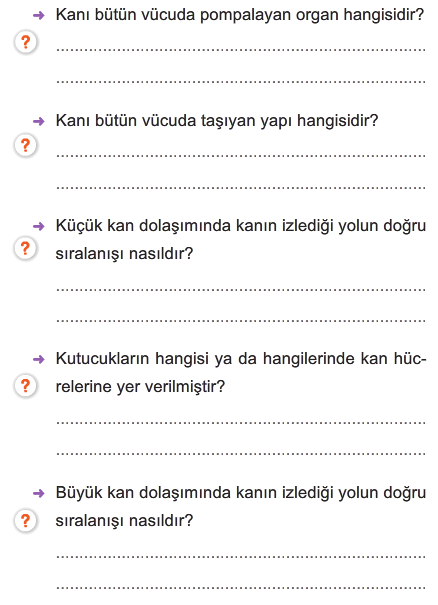 → Kanı bütün vücuda pompalayan organ hangisidir?
?
..........................................................................................
..........................................................................................
→ Kanı bütün vücuda taşıyan yapı hangisidir?
?
..........................................................................................
..........................................................................................
→ Küçük kan dolaşımında kanın izlediği yolun doğru
? sıralanışı nasıldır?
..........................................................................................
..........................................................................................
→ Kutucukların hangisi ya da hangilerinde kan hüc-
? relerine yer verilmiştir?
..........................................................................................
..........................................................................................
→ Büyük kan dolaşımında kanın izlediği yolun doğru
? sıralanışı nasıldır?
..........................................................................................
..........................................................................................